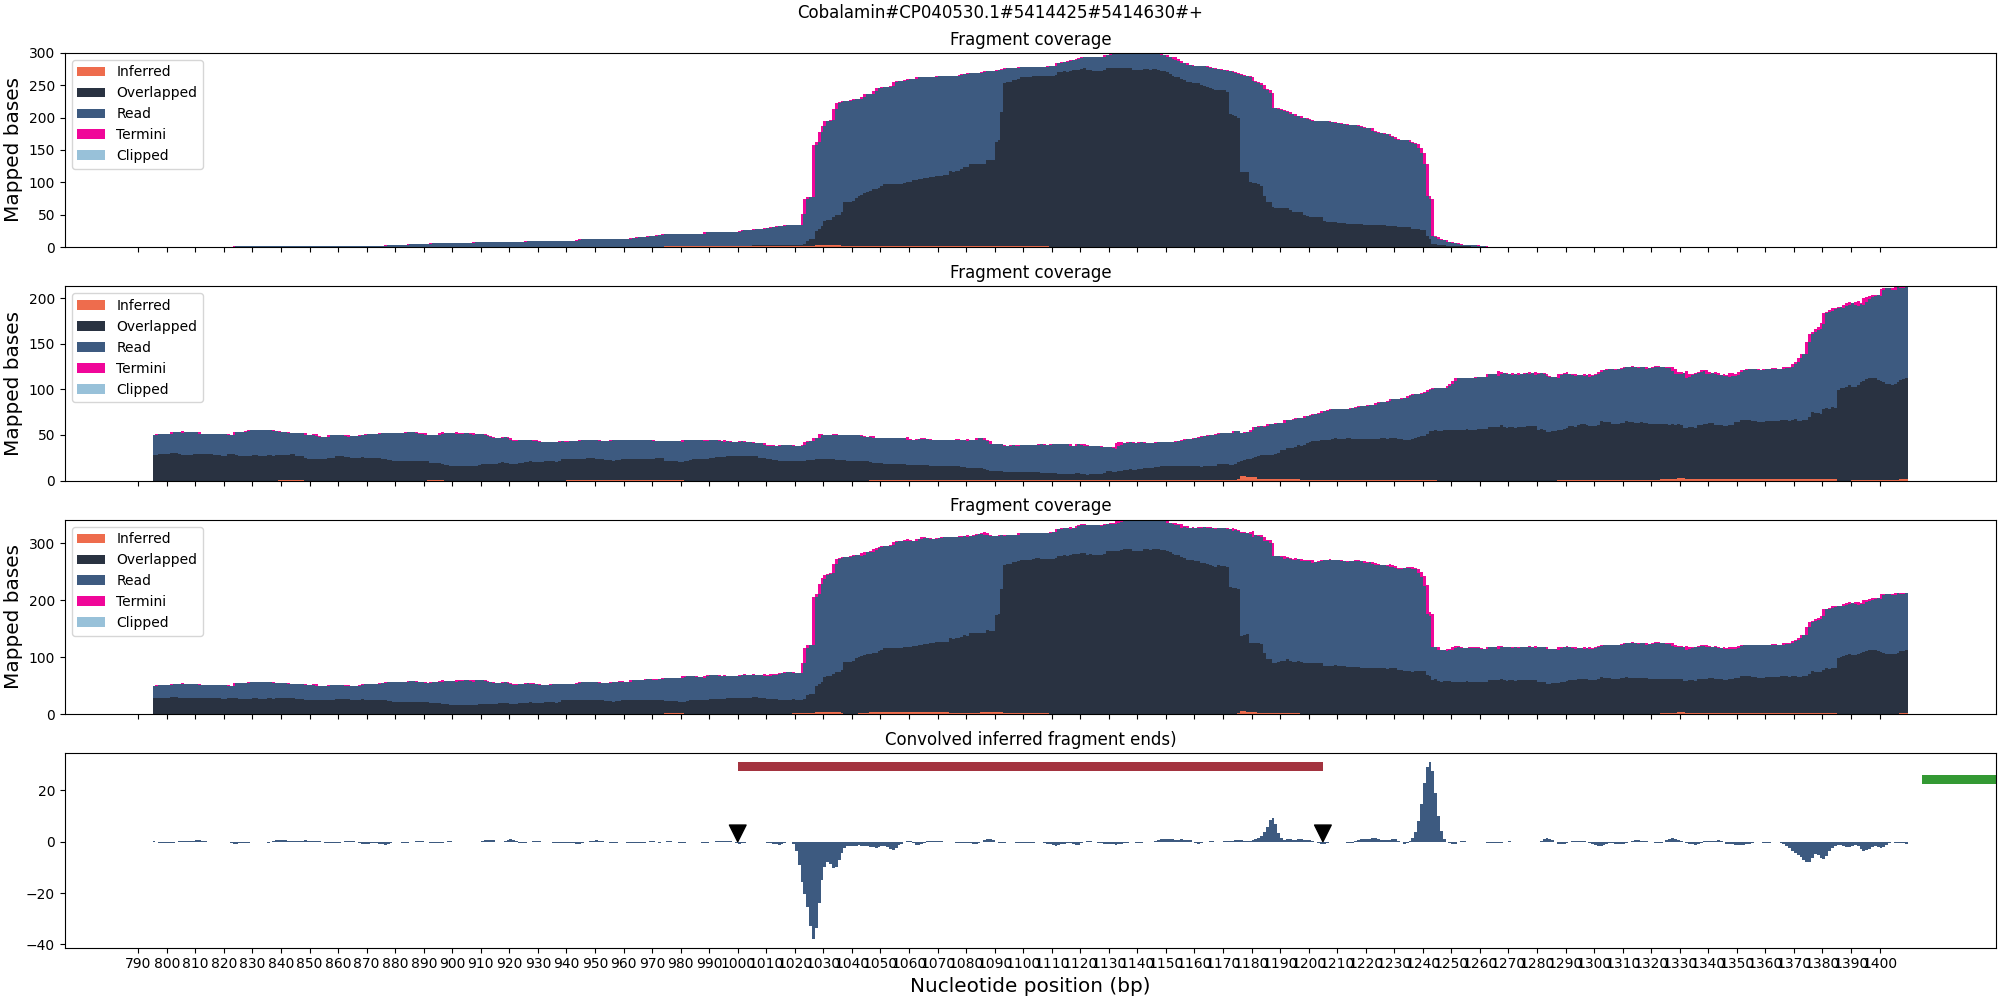 Cobalamin#CP040530.1#5414425#5414630#+
Fragment coverage
Mapped bases
300
250
200
150
100
50
0
Inferred
Overlapped
Read
Termini
Clipped
Fragment coverage
Mapped bases
200
150
100
50
0
Inferred
Overlapped
Read
Termini
Clipped
Fragment coverage
Mapped bases
300
200
100
0
Inferred
Overlapped
Read
Termini
Clipped
Convolved inferred fragment ends)
20
0
−20
−40
790 800 810 820 830 840 850 860 870 880 890 900 910 920 930 940 950 960 970 980 990 1000 1010 1020 1030 1040 1050 1060 1070 1080 1090 1100 1110 1120 1130 1140 1150 1160 1170 1180 1190 1200 1210 1220 1230 1240 1250 1260 1270 1280 1290 1300 1310 1320 1330 1340 1350 1360 1370 1380 1390 1400
Nucleotide position (bp)